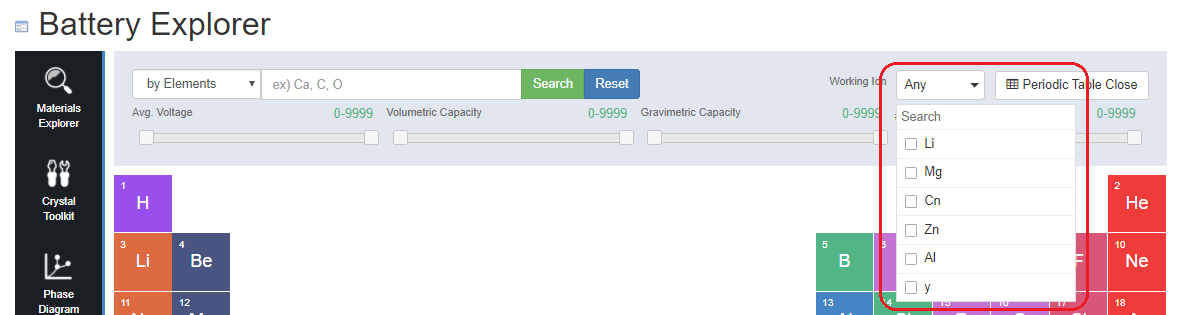 Battery Explorer
Materials
Explorer
Crystal
Toolkit
Phase
Diagram
by Elements
ex) Ca, C, O
Search
Reset
Working Ion
Any
Periodic Table Close
Avg. Voltage
0-9999
Volumetric Capacity
0-9999
Gravimetric Capacity
0-9999
0-9999
Search
Li
Mg
Cn
Zn
Al
y
1
H
2
He
3
Li
4
Be
5
B
6
F
10
Ne
11
12
13
18